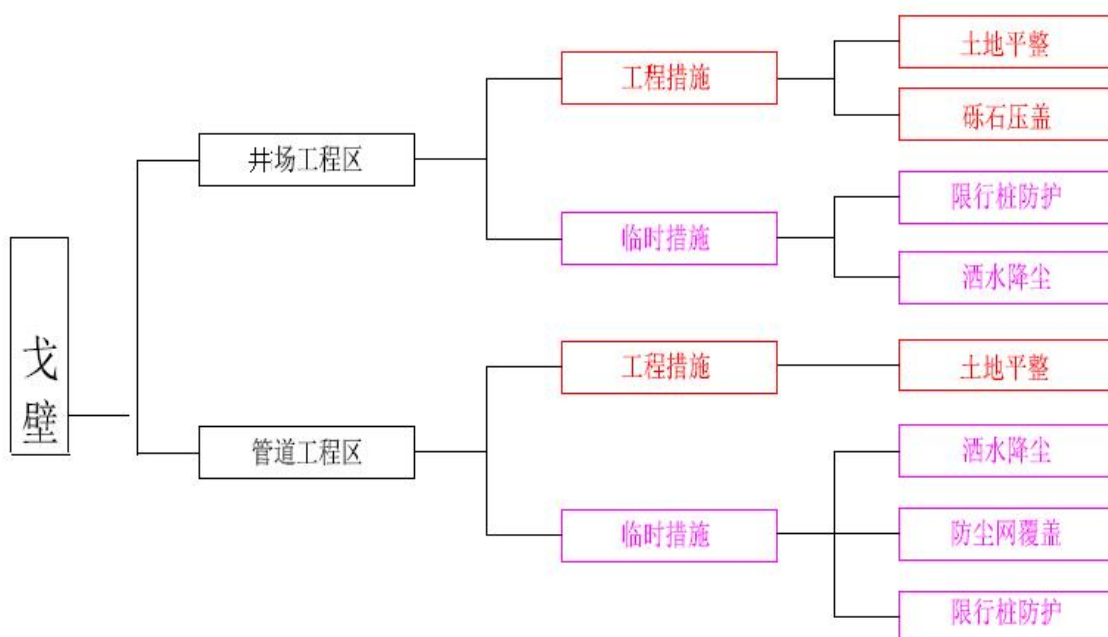 戈壁
井场工程区
工程措施
土地平整
砾石压盖
临时措施
限行桩防护
洒水降尘
管道工程区
工程措施
土地平整
临时措施
洒水降尘
防尘网覆盖
限行桩防护